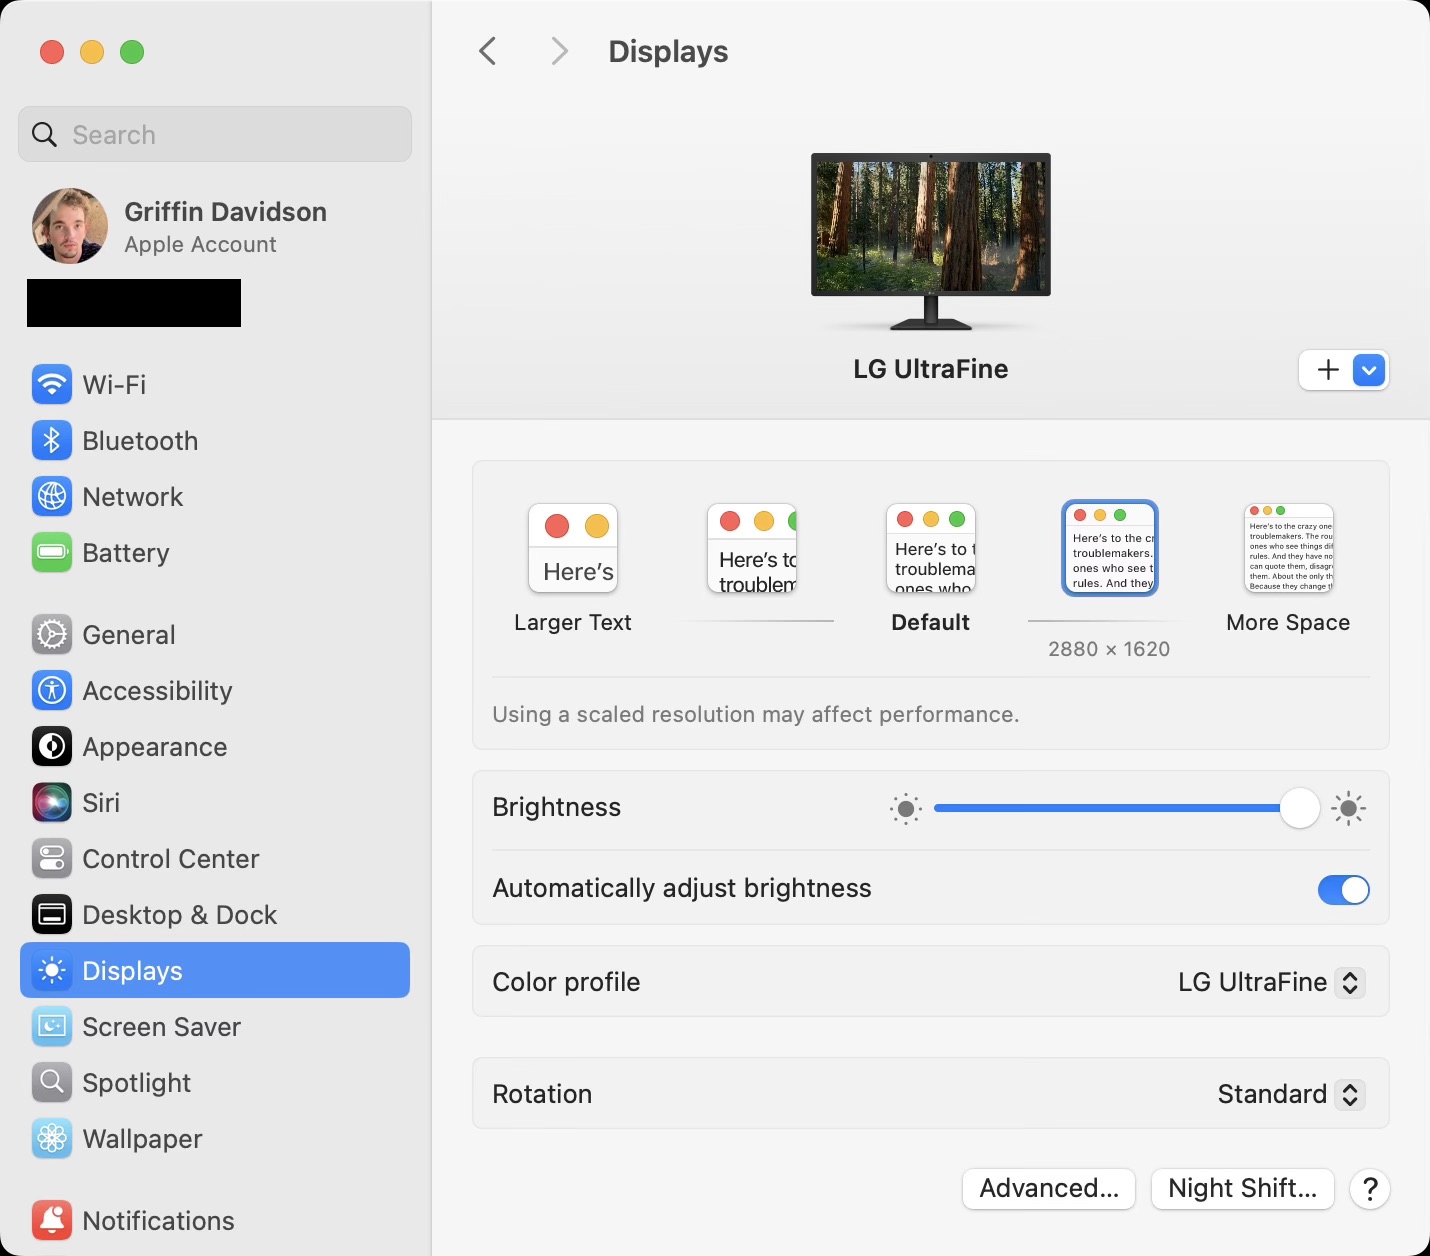 Displays
Search
Griffin Davidson
Apple Account
Wi-Fi
Bluetooth
Network
Battery
General
Accessibility
Appearance
Siri
Control Center
Desktop & Dock
Displays
Screen Saver
Spotlight
Wallpaper
Notifications
LG UltraFine
Here's
Here's to
troublem
Here's to t
troublema
ones who
Here's to the cr
troublemakers.
ones who see t
rules. And they
Here's to the crazy one
troublemakers. The rou
ones who see things dif
rules. And they have no
can quote them, disagr
them. About the only th
Because they change t
Larger Text
Default
More Space
2880 × 1620
Using a scaled resolution may affect performance.
Brightness
Automatically adjust brightness
Color profile
LG UltraFine
Rotation
Standard
Advanced...
Night Shift...
?